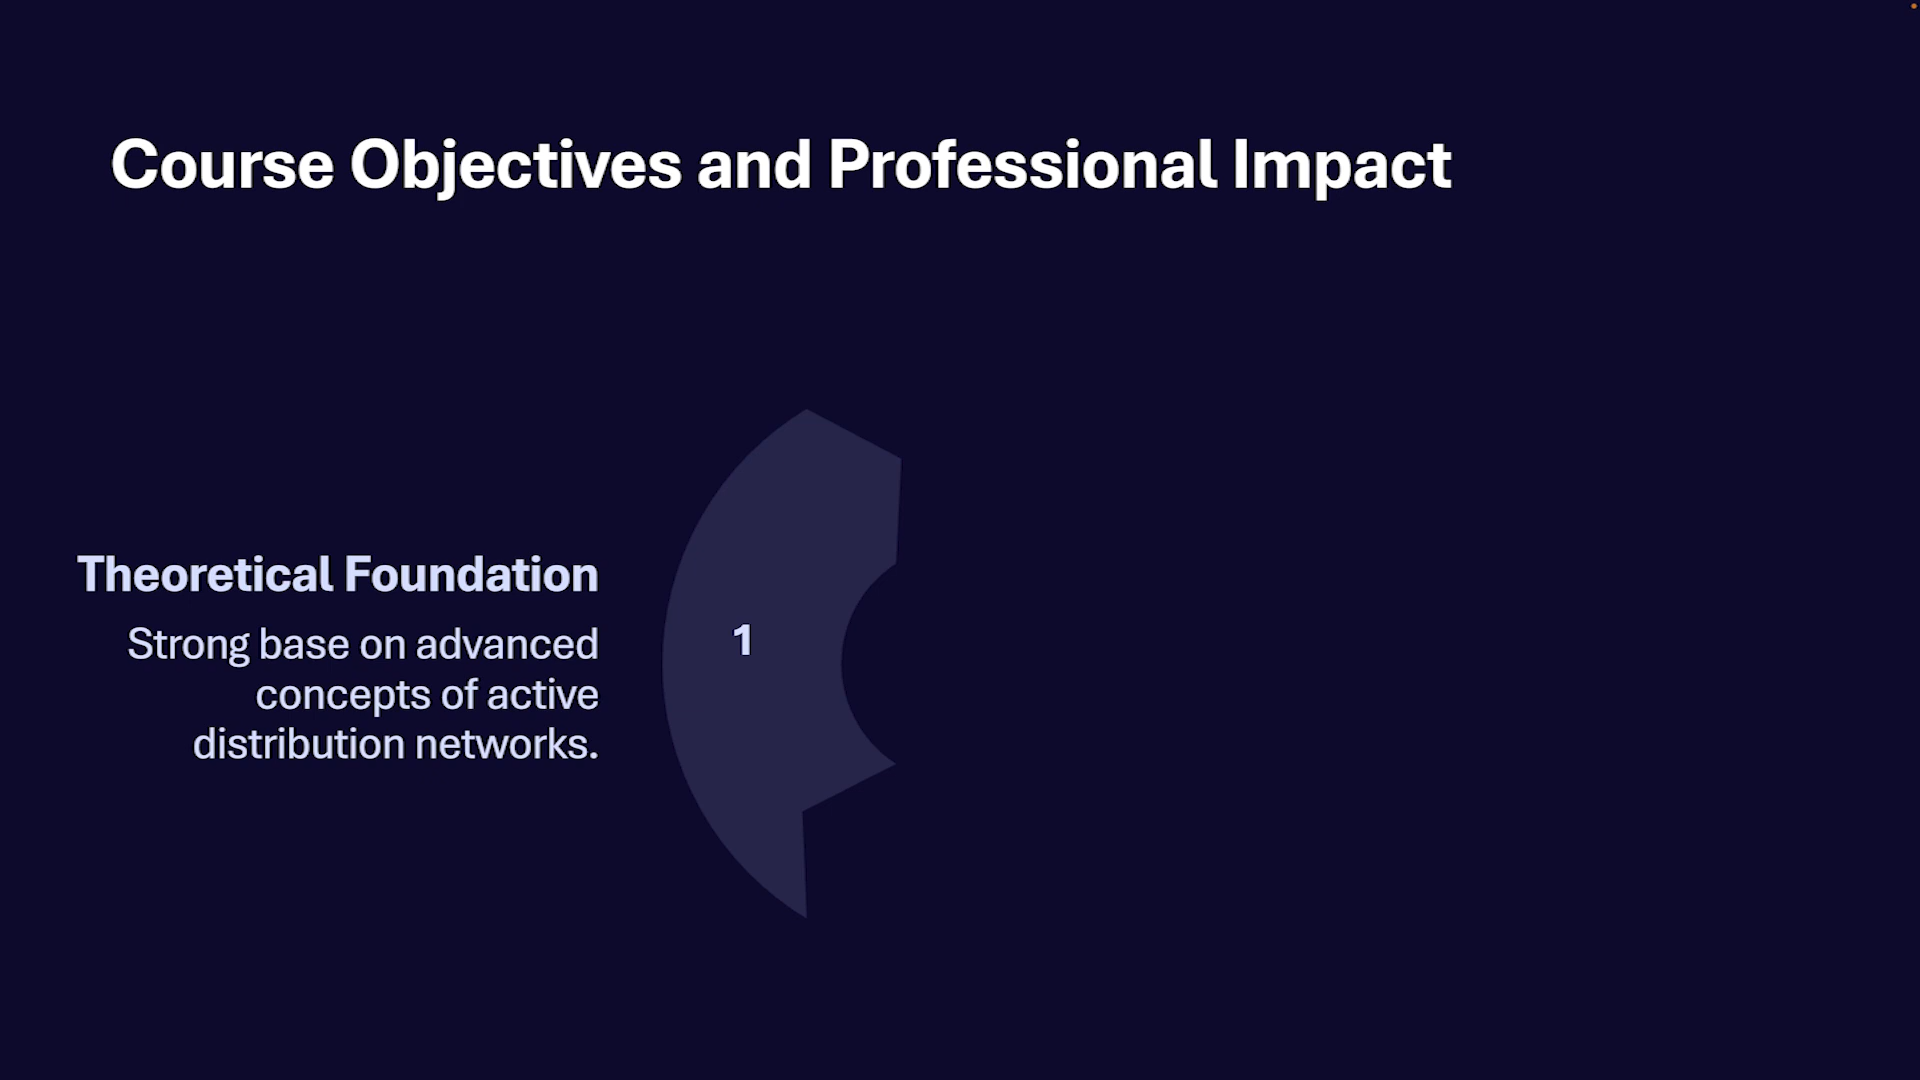 Course Objectives and Professional Impact
Theoretical Foundation
Strong base on advanced
concepts of active
distribution networks.
1